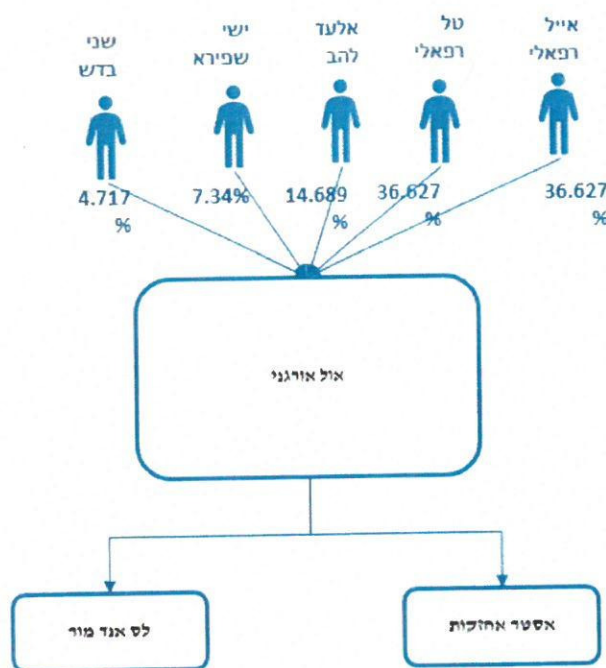 אייל
רפאלי
טל
רפאלי
אלעד
להב
ישי
שפירא
שני
בדש
36.627
%
36.627
%
14.689
%
7.34%
4.717
%
אול אורגני
אסטר אחזקות
לס אנד מור